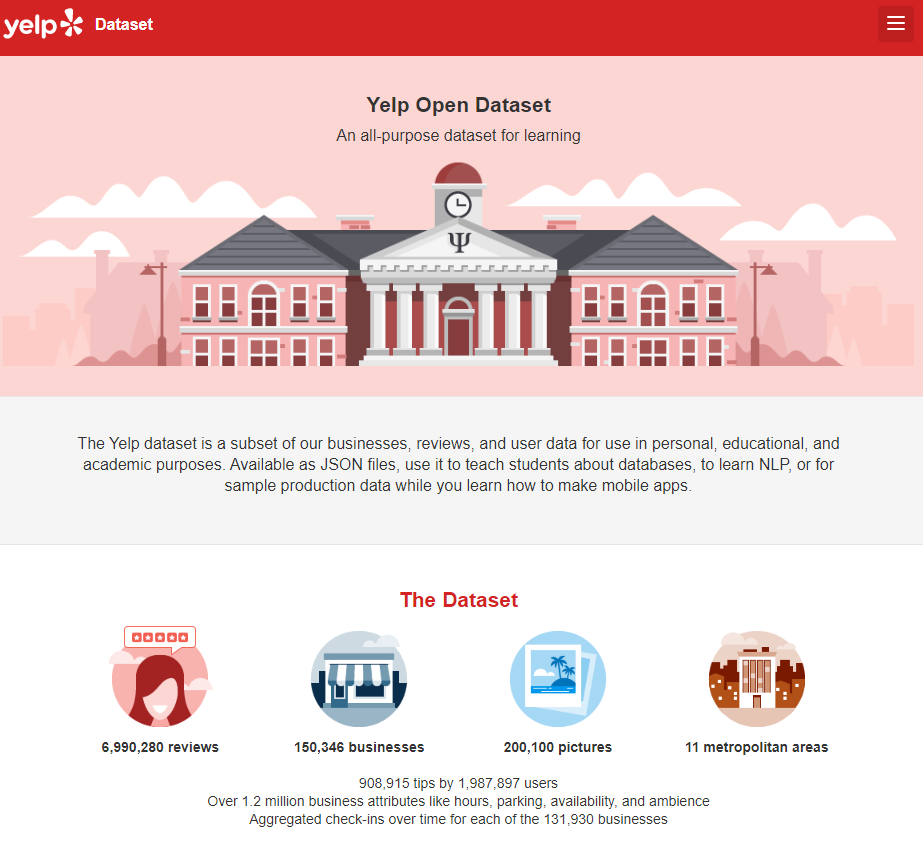 yelp Dataset
Yelp Open Dataset
An all-purpose dataset for learning
Ψ
The Yelp dataset is a subset of our businesses, reviews, and user data for use in personal, educational, and
academic purposes. Available as JSON files, use it to teach students about databases, to learn NLP, or for
sample production data while you learn how to make mobile apps.
The Dataset
6,990,280 reviews
150,346 businesses
200,100 pictures
11 metropolitan areas
908,915 tips by 1,987,897 users
Over 1.2 million business attributes like hours, parking, availability, and ambience
Aggregated check-ins over time for each of the 131,930 businesses